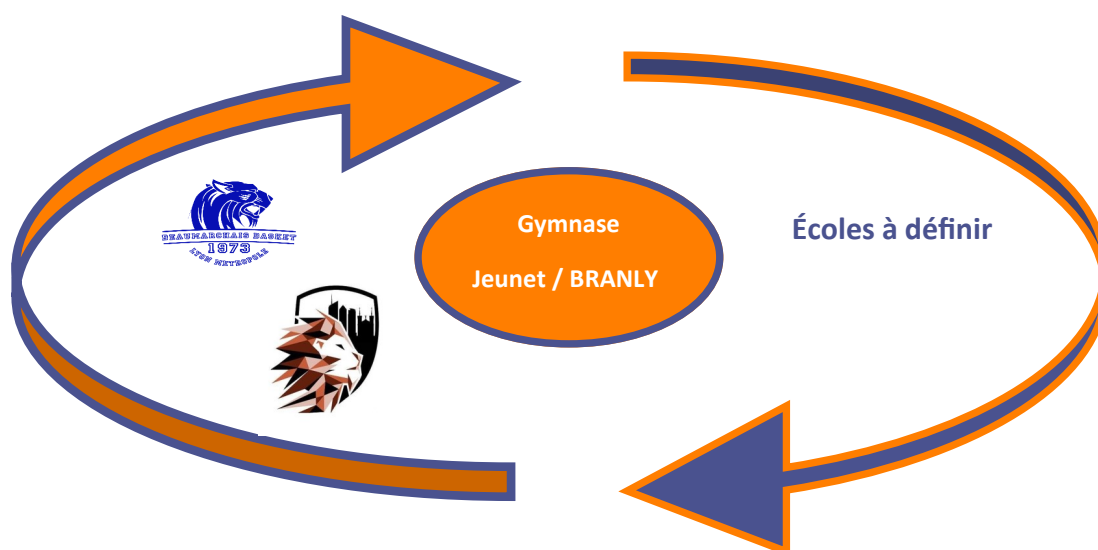 BEAUMARCHAIS BASKET
1973
LYON METROPOLE
Gymnase
Jeunet / BRANLY
Écoles à définir